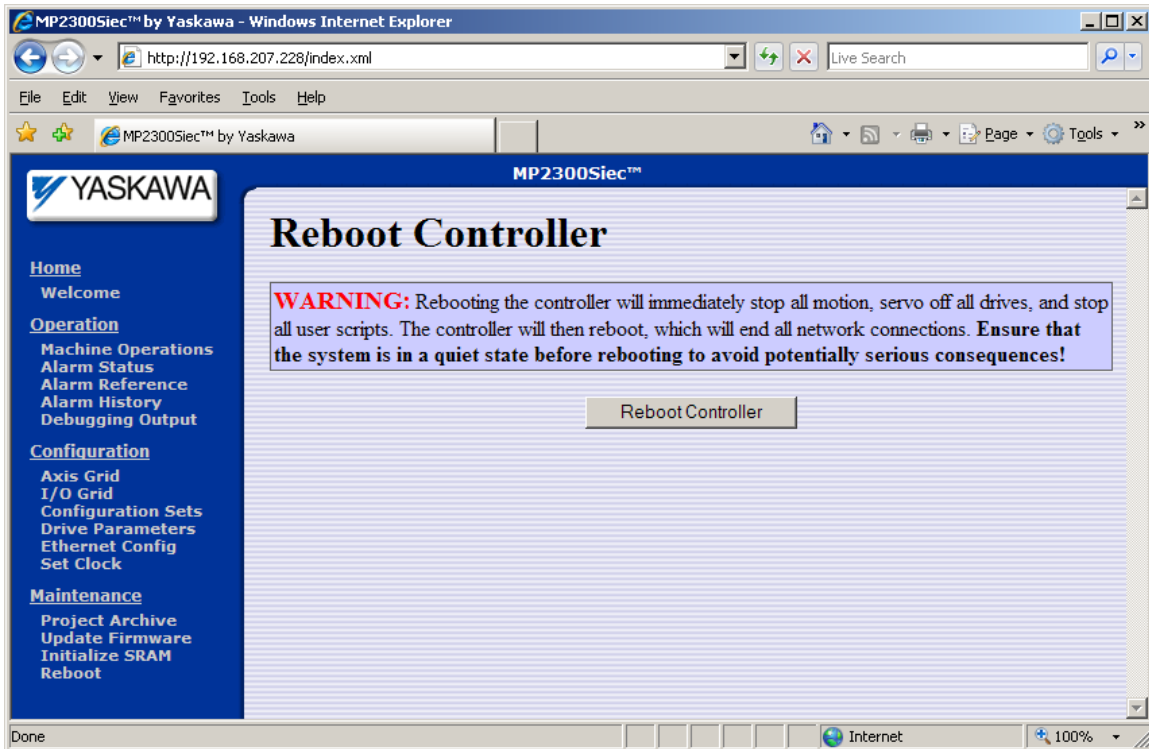 MP2300Siec™ by Yaskawa - Windows Internet Explorer
http://192.168.207.228/index.xml
Live Search
File Edit View Favorites Tools Help
MP2300Siec™ by Yaskawa
Page Tools »
MP2300Siec™
YASKAWA
Home
Welcome
Operation
Machine Operations
Alarm Status
Alarm Reference
Alarm History
Debugging Output
Configuration
Axis Grid
I/O Grid
Configuration Sets
Drive Parameters
Ethernet Config
Set Clock
Maintenance
Project Archive
Update Firmware
Initialize SRAM
Reboot
Reboot Controller
WARNING: Rebooting the controller will immediately stop all motion, servo off all drives, and stop
all user scripts. The controller will then reboot, which will end all network connections. Ensure that
the system is in a quiet state before rebooting to avoid potentially serious consequences!
Reboot Controller
Done
Internet
100%